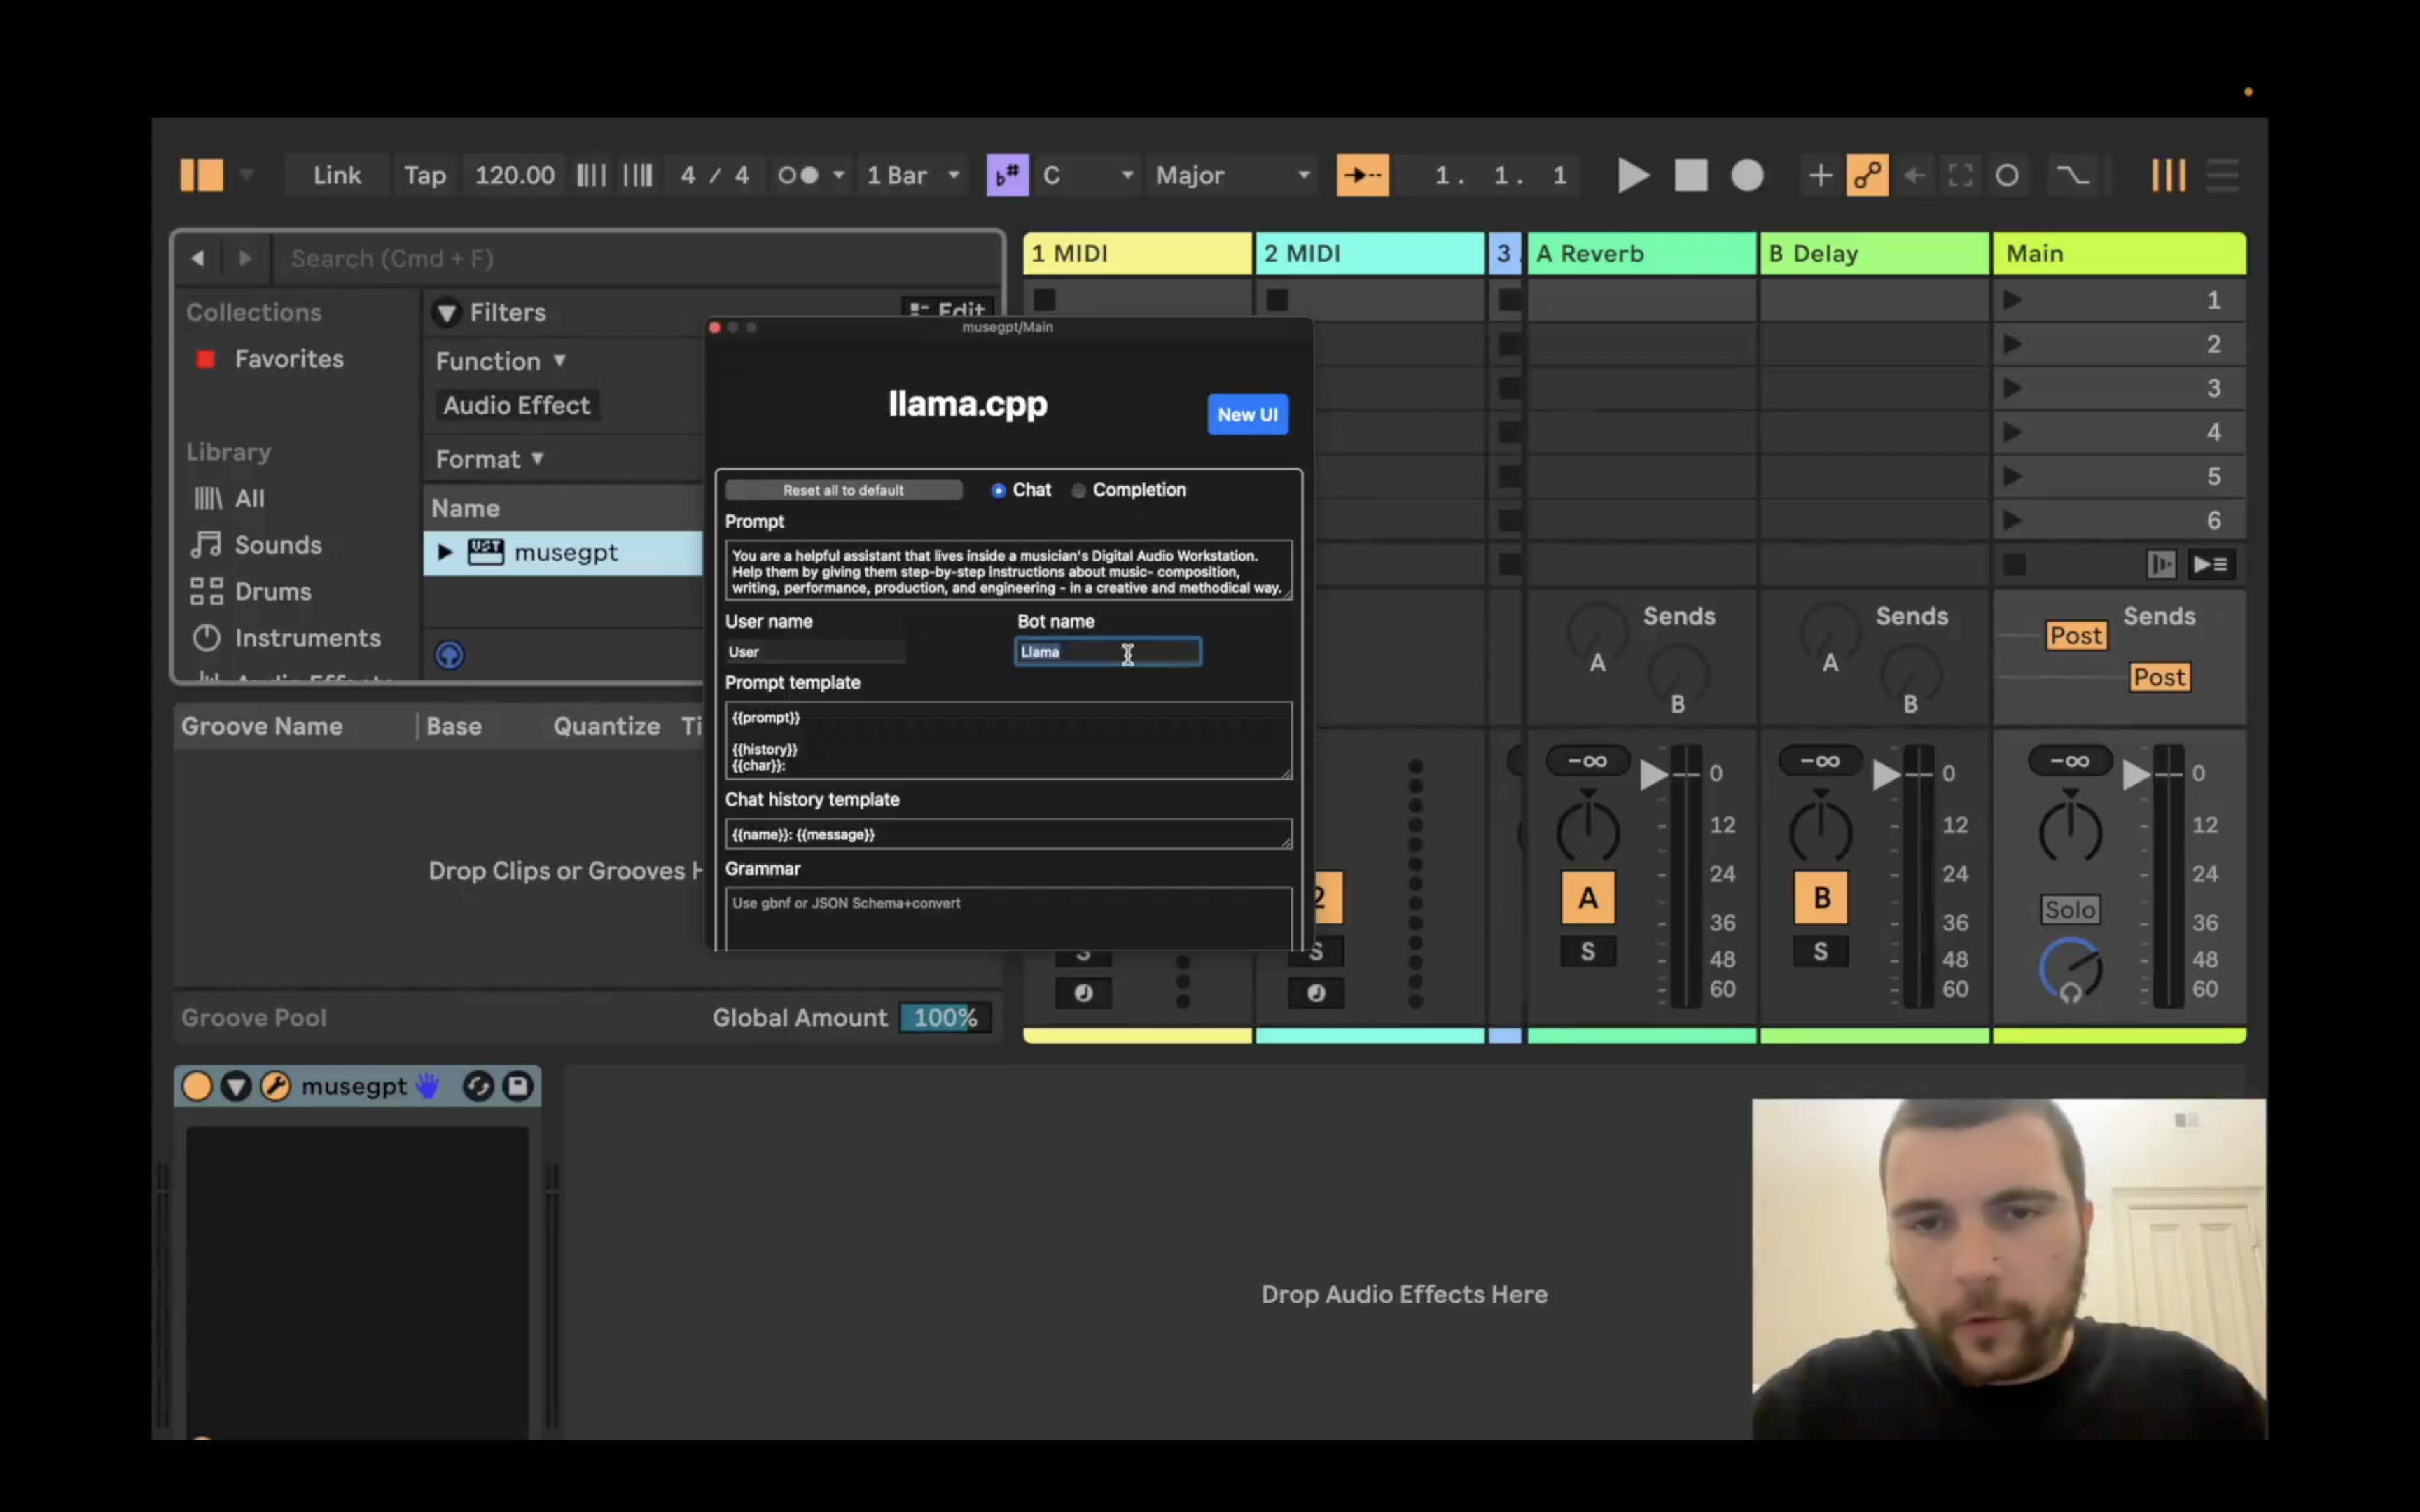 Link Tap 120.00 4 / 4 1 Bar C Major 1. 1. 1
Search (Cmd + F)
Collections
Favorites
Library
All
Sounds
Drums
Instruments
Filters
Edit
Function
Audio Effect
Format
Name
musegpt
Groove Name Base Quantize
Drop Clips or Grooves
Groove Pool Global Amount 100%
musegpt/Main
llama.cpp
New UI
Reset all to default Chat Completion
Prompt
You are a helpful assistant that lives inside a musician's Digital Audio Workstation.
Help them by giving them step-by-step instructions about music- composition,
writing, performance, production, and engineering - in a creative and methodical way.
User name Bot name
User Llama
Prompt template
{{prompt}}
{{history}}
{{char}}:
Chat history template
{{name}}: {{message}}
Grammar
Use gbnf or JSON Schema+convert
1 MIDI 2 MIDI 3 A Reverb B Delay Main
1
2
3
4
5
6
Sends Sends Sends
A A Post
B B Post
-∞ 0 -∞ 0 -∞ 0
12 12 12
24 24 24
2 A B Solo
36 36 36
S S S S
48 48 48
60 60 60
musegpt
Drop Audio Effects Here